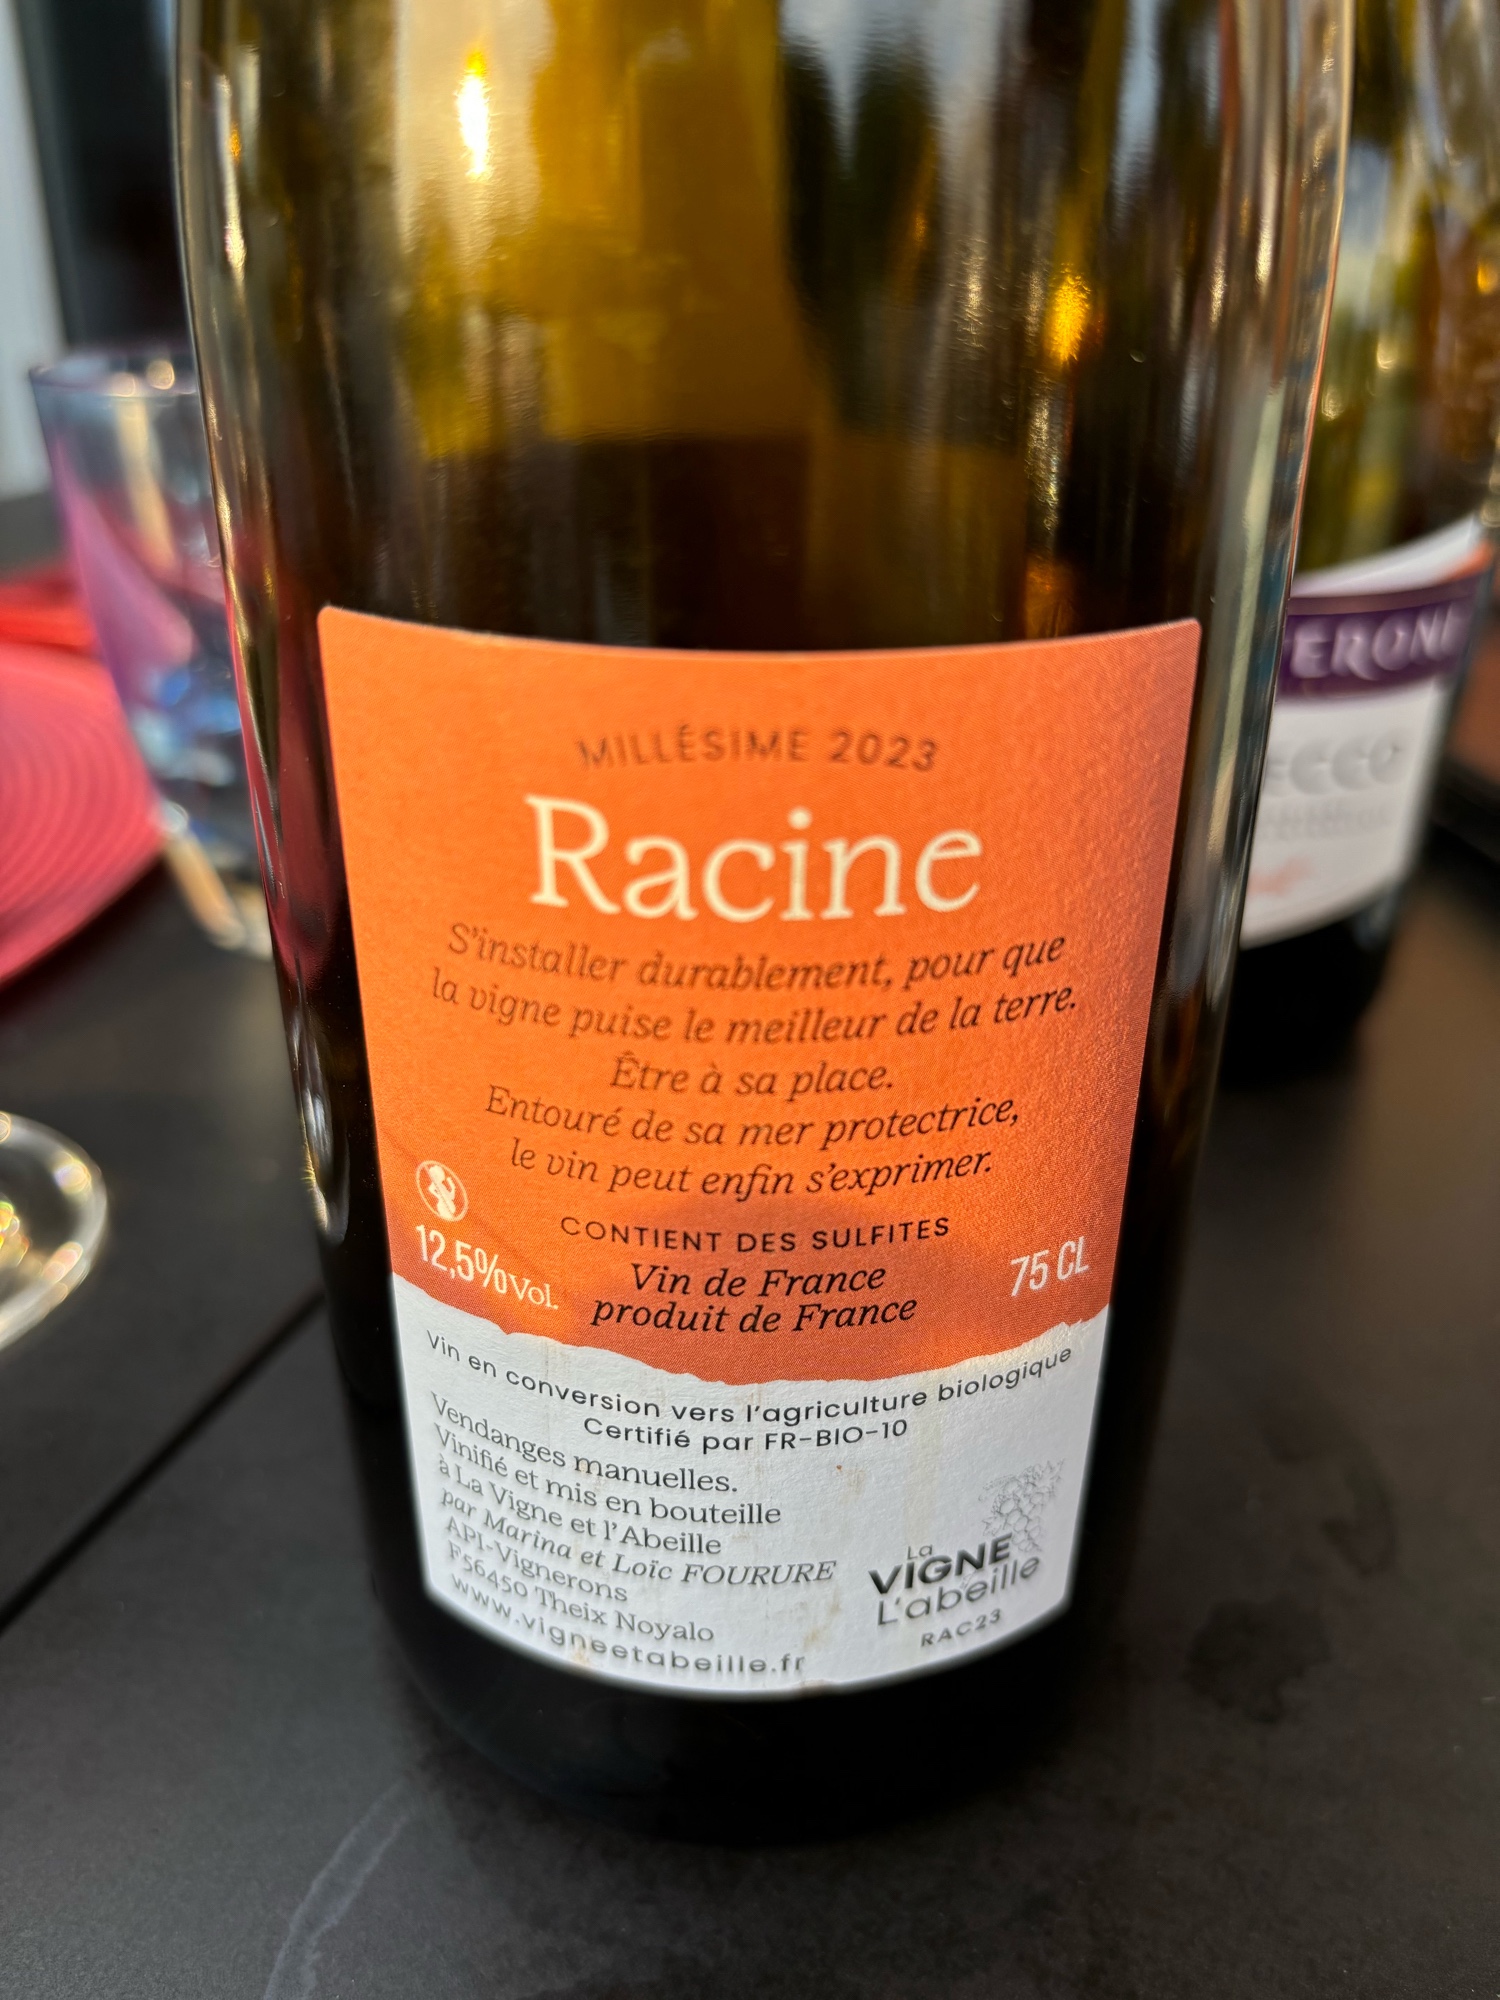 MILLÉSIME 2023
Racine
S'installer durablement, pour que
la vigne puise le meilleur de la terre.
Être à sa place.
Entouré de sa mer protectrice,
le vin peut enfin s'exprimer.
CONTIENT DES SULFITES
12,5% Vol.
Vin de France
produit de France
75 CL
Vin en conversion vers l'agriculture biologique
Certifié par FR-BIO-10
Vendanges manuelles.
Vinifié et mis en bouteille
à La Vigne et l'Abeille
par Marina et Loïc FOURURE
API-Vignerons
F56450 Theix Noyalo
www.vigneetabeille.fr
La
VIGNE
L'abeille
RAC23
ERONE
ECCO